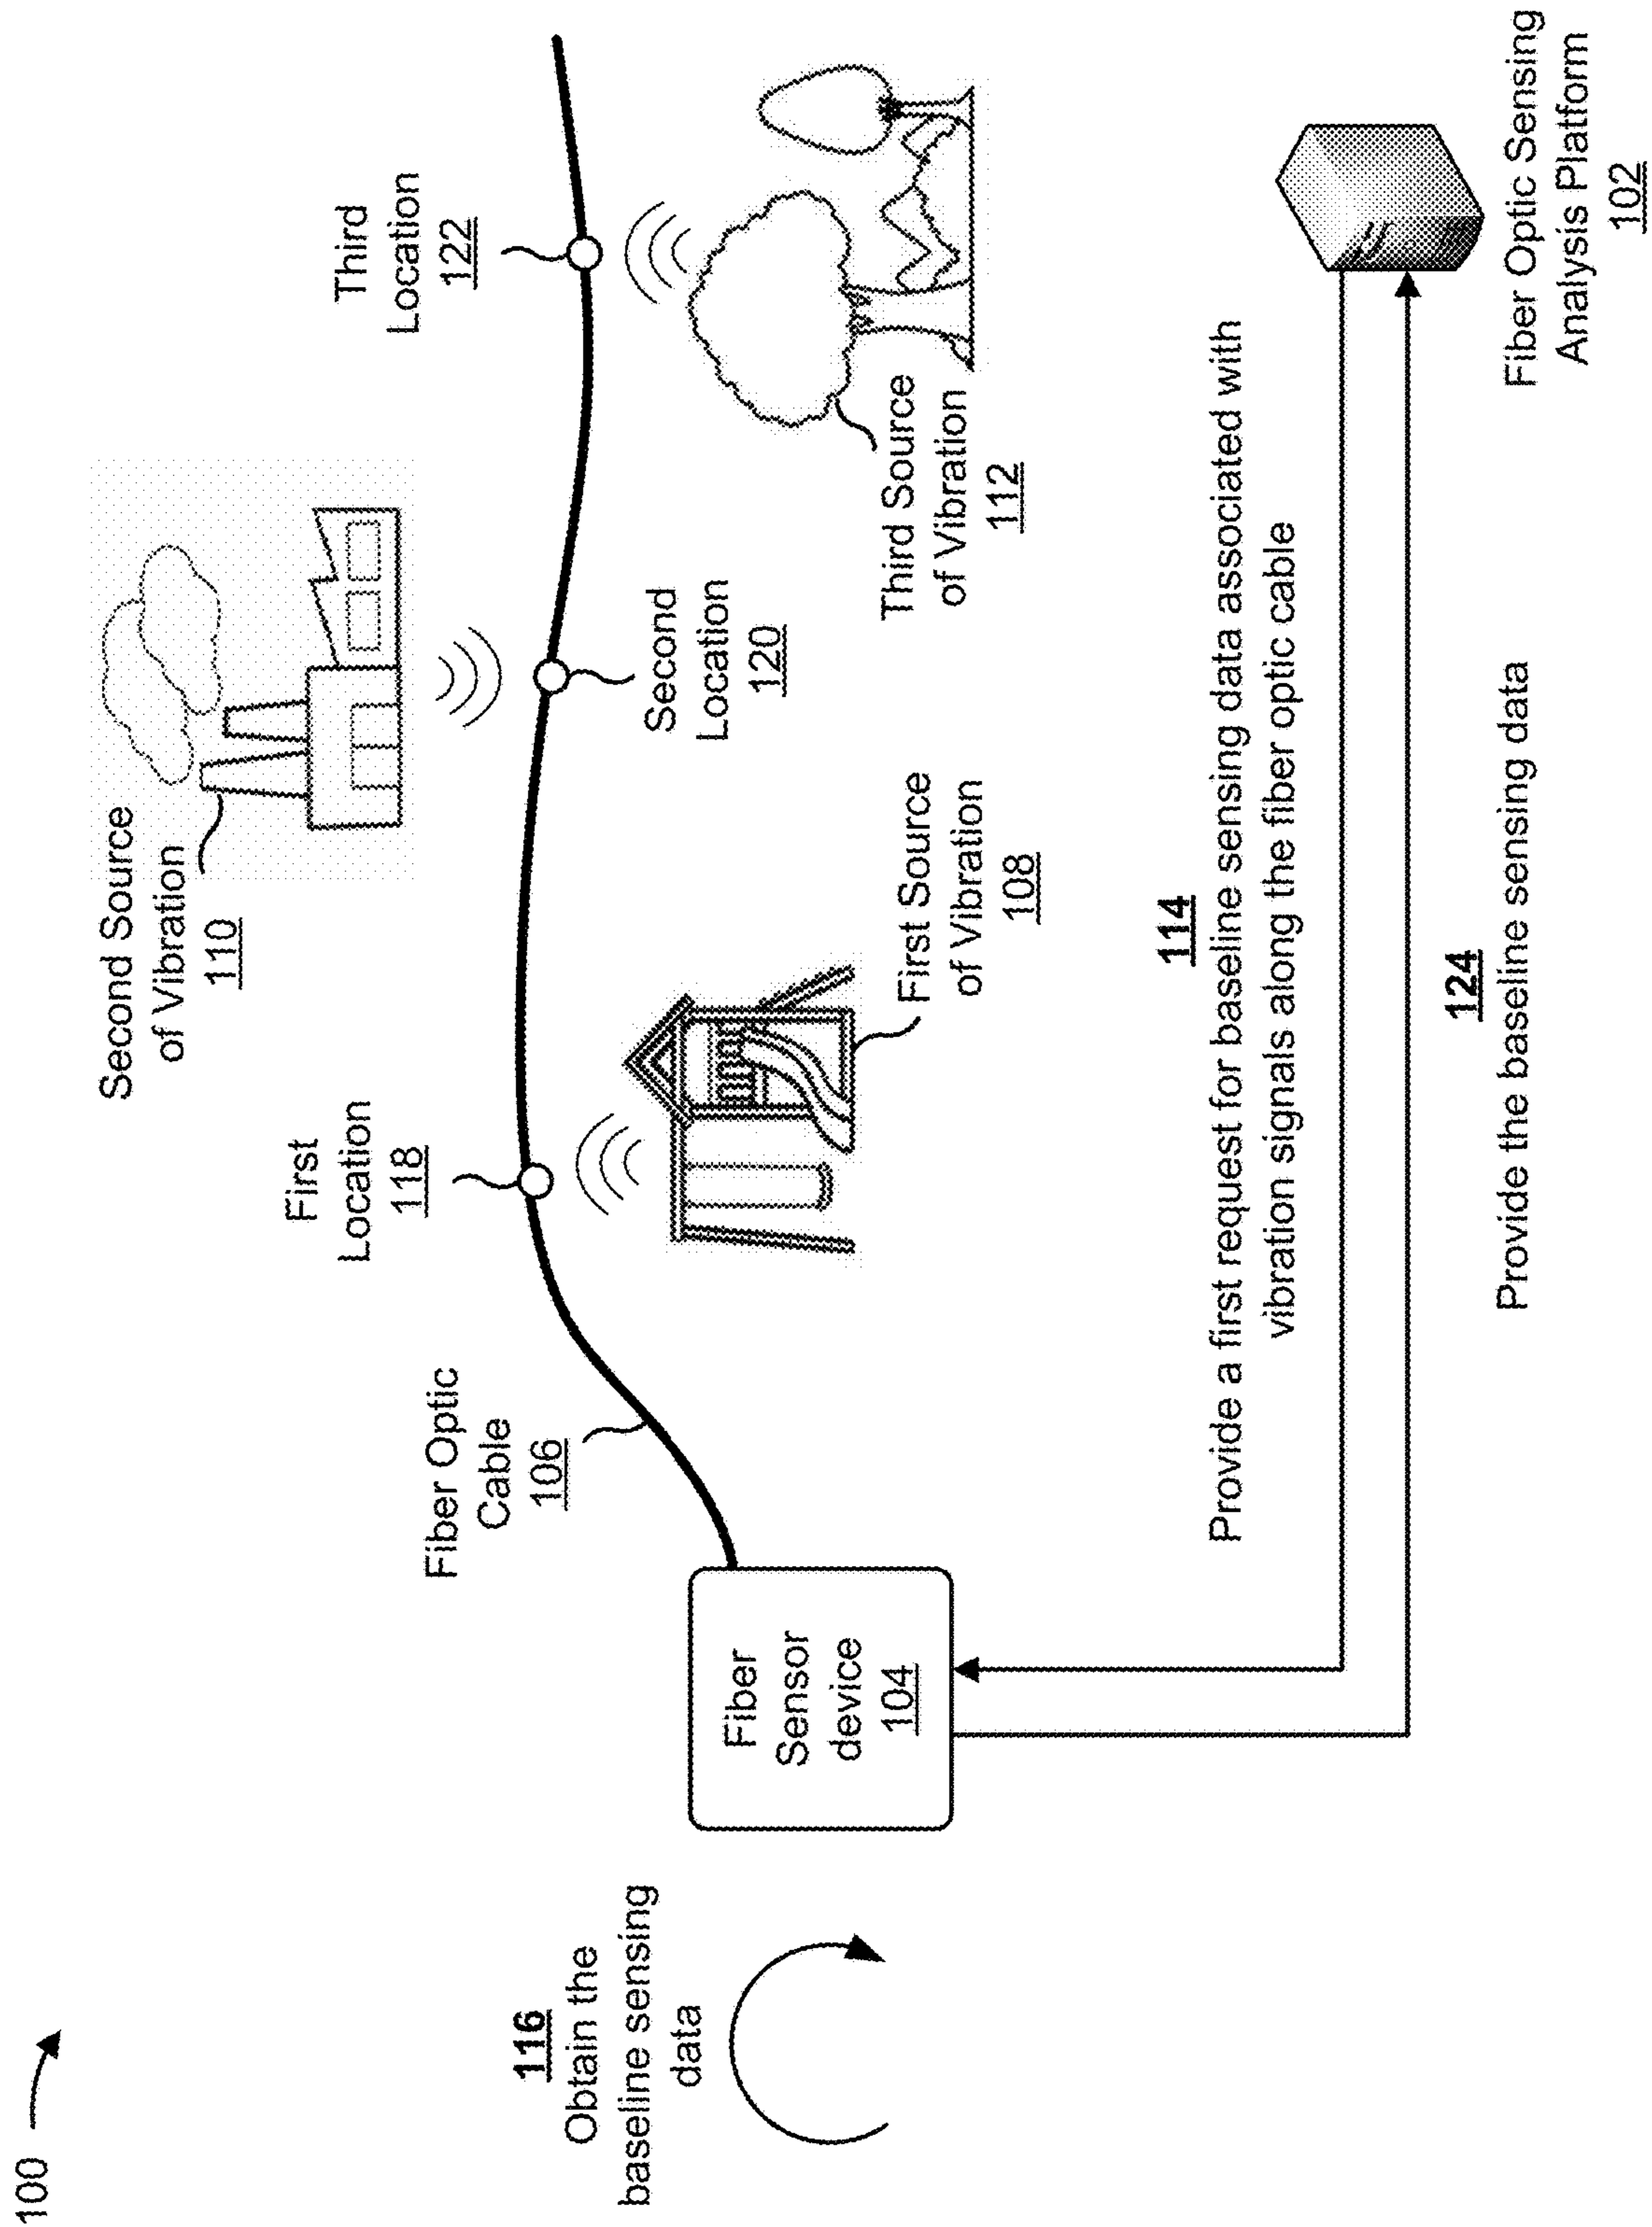 100
116
Obtain the
baseline sensing
data
Fiber
Sensor
device
104
Fiber Optic
Cable
106
First
Location
118
Second Source
of Vibration
110
First Source
of Vibration
108
Second
Location
120
Third
Location
122
Third Source
of Vibration
112
114
Provide a first request for baseline sensing data associated with
vibration signals along the fiber optic cable
124
Provide the baseline sensing data
Fiber Optic Sensing
Analysis Platform
102